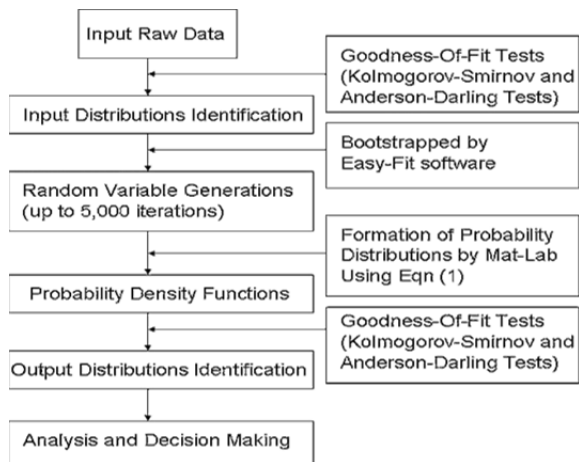 Input Raw Data
Goodness-Of-Fit Tests
(Kolmogorov-Smirnov and
Anderson-Darling Tests)
Input Distributions Identification
Bootstrapped by
Easy-Fit software
Random Variable Generations
(up to 5,000 iterations)
Formation of Probability
Distributions by Mat-Lab
Using Eqn (1)
Probability Density Functions
Goodness-Of-Fit Tests
(Kolmogorov-Smirnov and
Anderson-Darling Tests)
Output Distributions Identification
Analysis and Decision Making